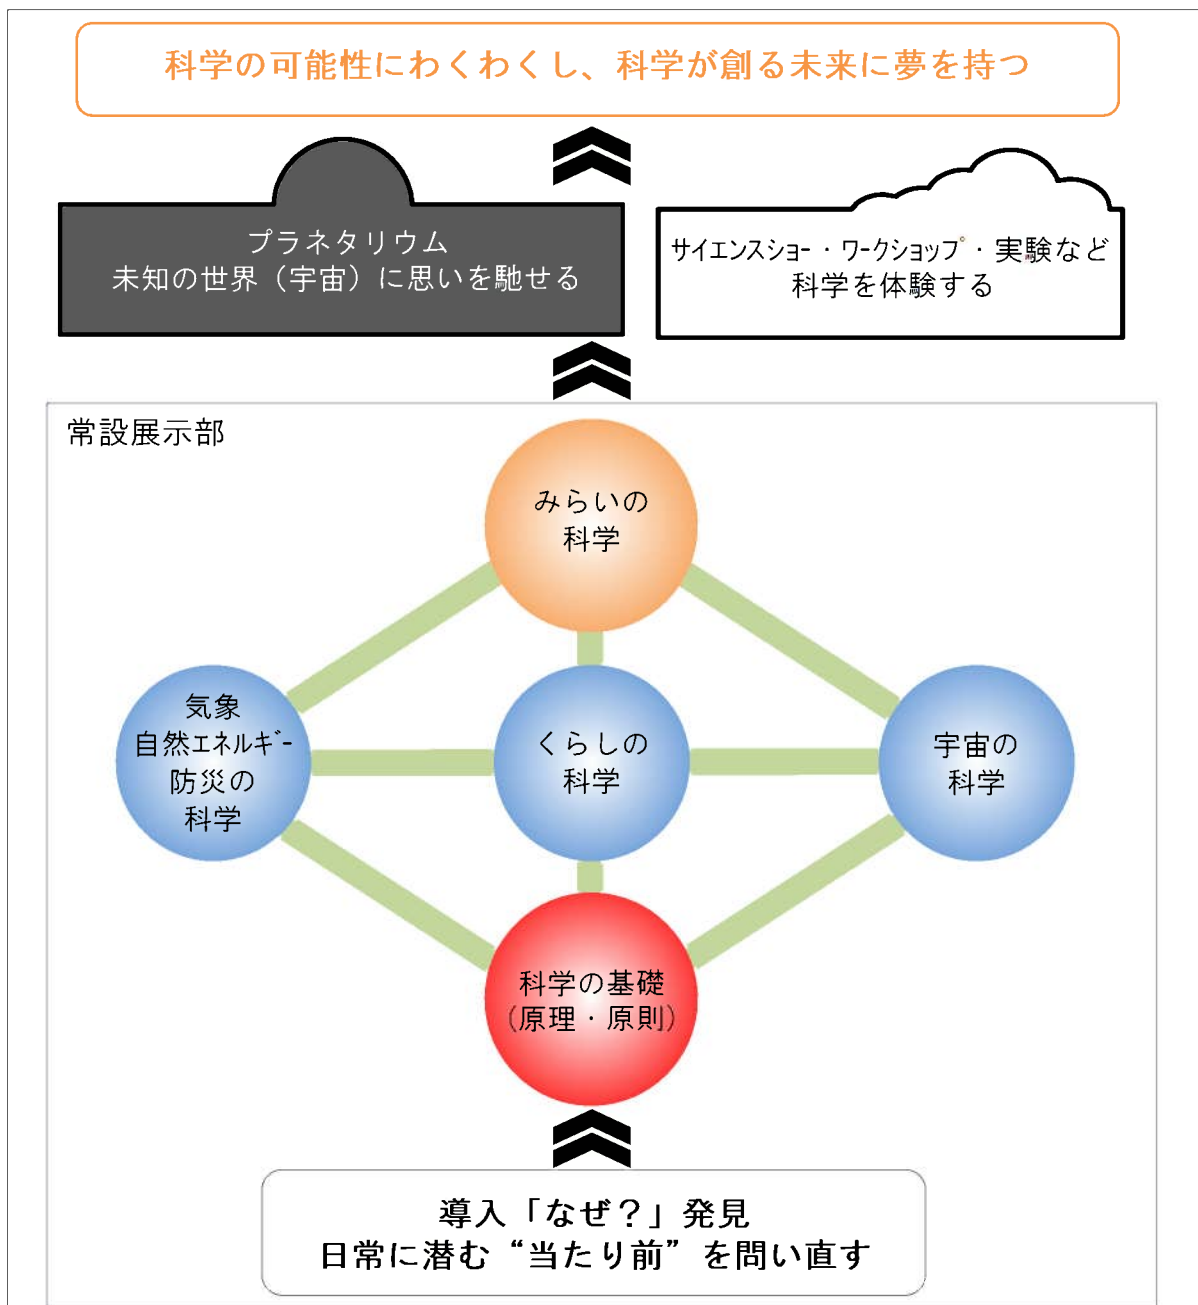 科学の可能性にわくわくし、科学が創る未来に夢を持つ
プラネタリウム
未知の世界（宇宙）に思いを馳せる
サイエンスショー・ワークショップ・実験など
科学を体験する
常設展示部
みらいの
科学
気象
自然エネルギー
防災の
科学
くらしの
科学
宇宙の
科学
科学の基礎
(原理・原則)
導入「なぜ？」発見
日常に潜む“当たり前”を問い直す